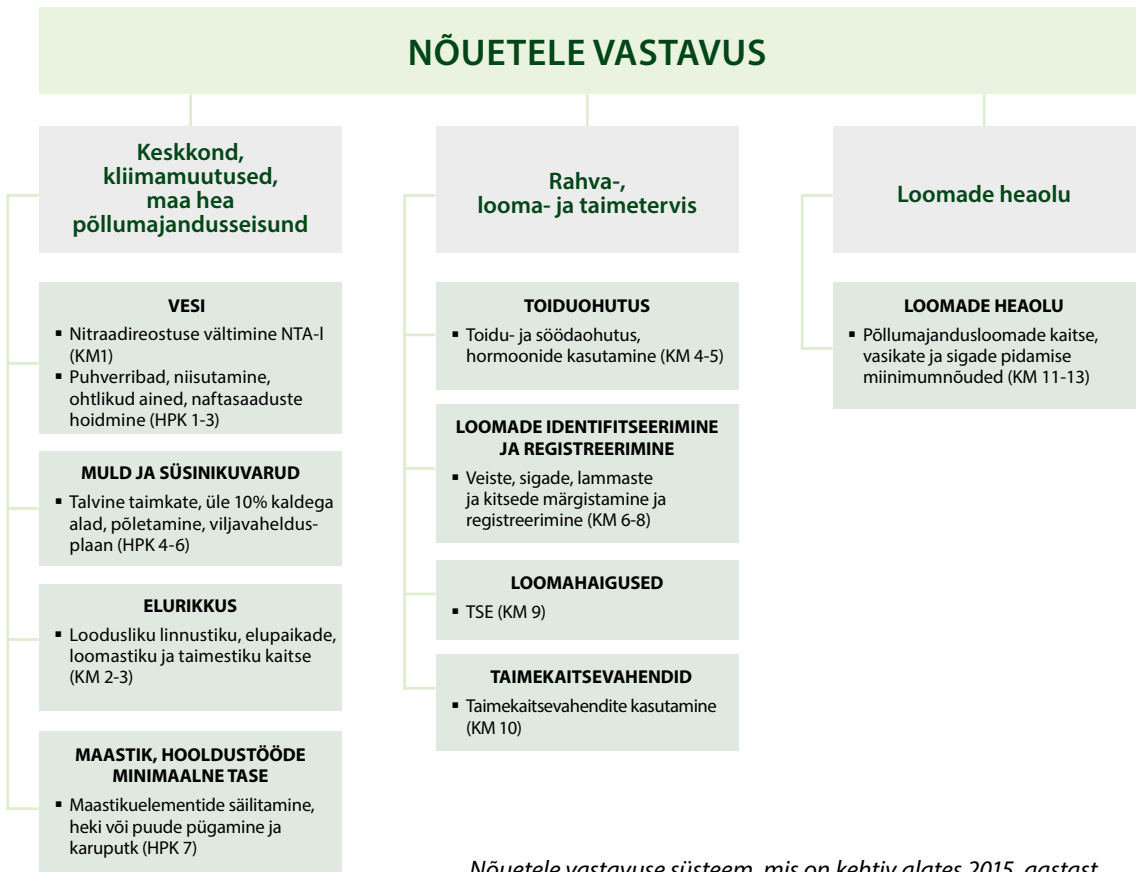 NÕUETELE VASTAVUS
Keskkond,
kliimamuutused,
maa hea
põllumajandusseisund
VESI
▪ Nitraadireostuse vältimine NTA-l
(KM1)
▪ Puhverribad, niisutamine,
ohtlikud ained, naftasaaduste
hoidmine (HPK 1-3)
MULD JA SÜSINIKUVARUD
▪ Talvine taimkate, üle 10% kaldega
alad, põletamine, viljavaheldus-
plaan (HPK 4-6)
ELURIKKUS
▪ Loodusliku linnustiku, elupaikade,
loomastiku ja taimestiku kaitse
(KM 2-3)
MAASTIK, HOOLDUSTÖÖDE
MINIMAALNE TASE
▪ Maastikuelementide säilitamine,
heki või puude pügamine ja
karuputk (HPK 7)
Rahva-,
looma- ja taimetervis
TOIDUOHUTUS
▪ Toidu- ja söödaohutus,
hormoonide kasutamine (KM 4-5)
LOOMADE IDENTIFITSEERIMINE
JA REGISTREERIMINE
▪ Veiste, sigade, lammaste
ja kitsede märgistamine ja
registreerimine (KM 6-8)
LOOMAHAIGUSED
▪ TSE (KM 9)
TAIMEKAITSEVAHENDID
▪ Taimekaitsevahendite kasutamine
(KM 10)
Loomade heaolu
LOOMADE HEAOLU
▪ Põllumajandusloomade kaitse,
vasikate ja sigade pidamise
miinimumnõuded (KM 11-13)
Nõuetele vastavuse süsteem, mis on kehtiv alates 2015. aastast